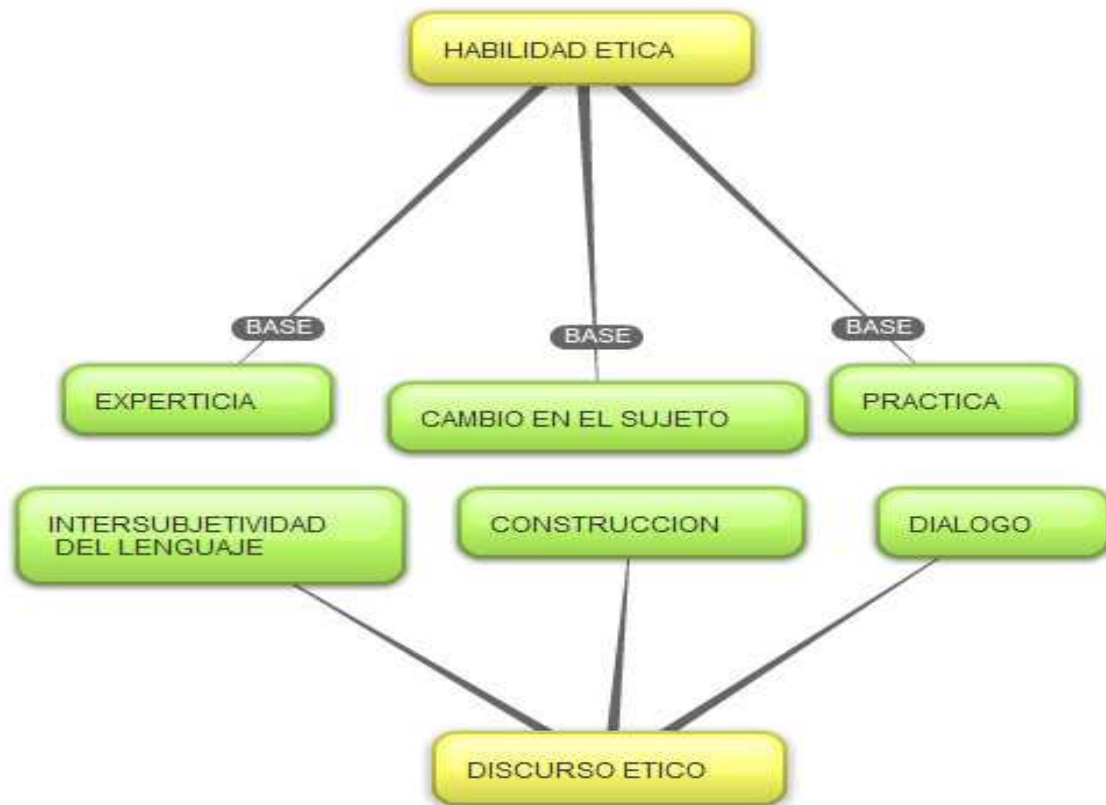 HABILIDAD ETICA
BASE
BASE
BASE
EXPERTICIA
CAMBIO EN EL SUJETO
PRACTICA
INTERSUBJETIVIDAD
DEL LENGUAJE
CONSTRUCCION
DIALOGO
DISCURSO ETICO